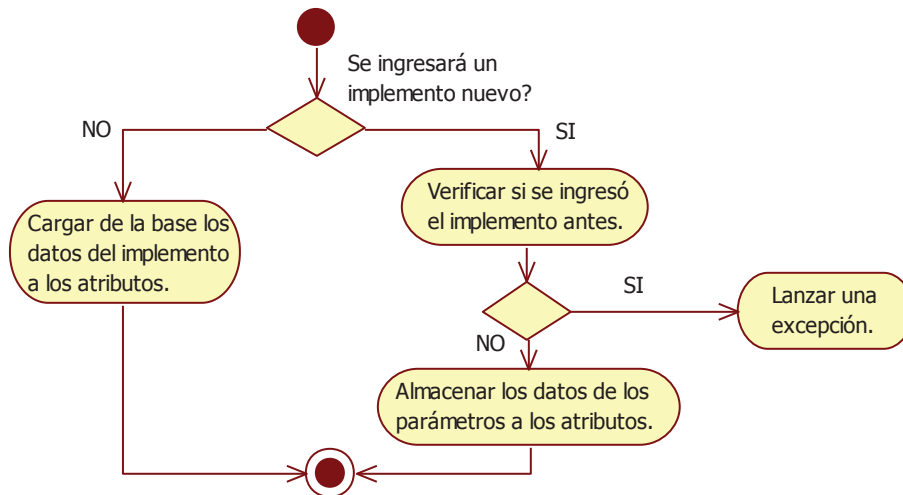 Se ingresará un
implemento nuevo?
NO
SI
Cargar de la base los
datos del implemento
a los atributos.
Verificar si se ingresó
el implemento antes.
SI
Lanzar una
excepción.
NO
Almacenar los datos de los
parámetros a los atributos.